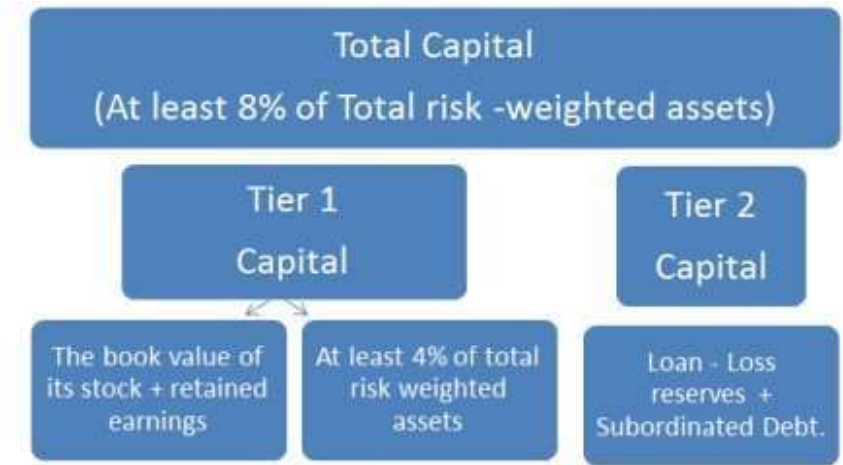 Total Capital
(At least 8% of Total risk -weighted assets)
Tier 1
Capital
The book value of
its stock + retained
earnings
At least 4% of total
risk weighted
assets
Tier 2
Capital
Loan - Loss
reserves +
Subordinated Debt.